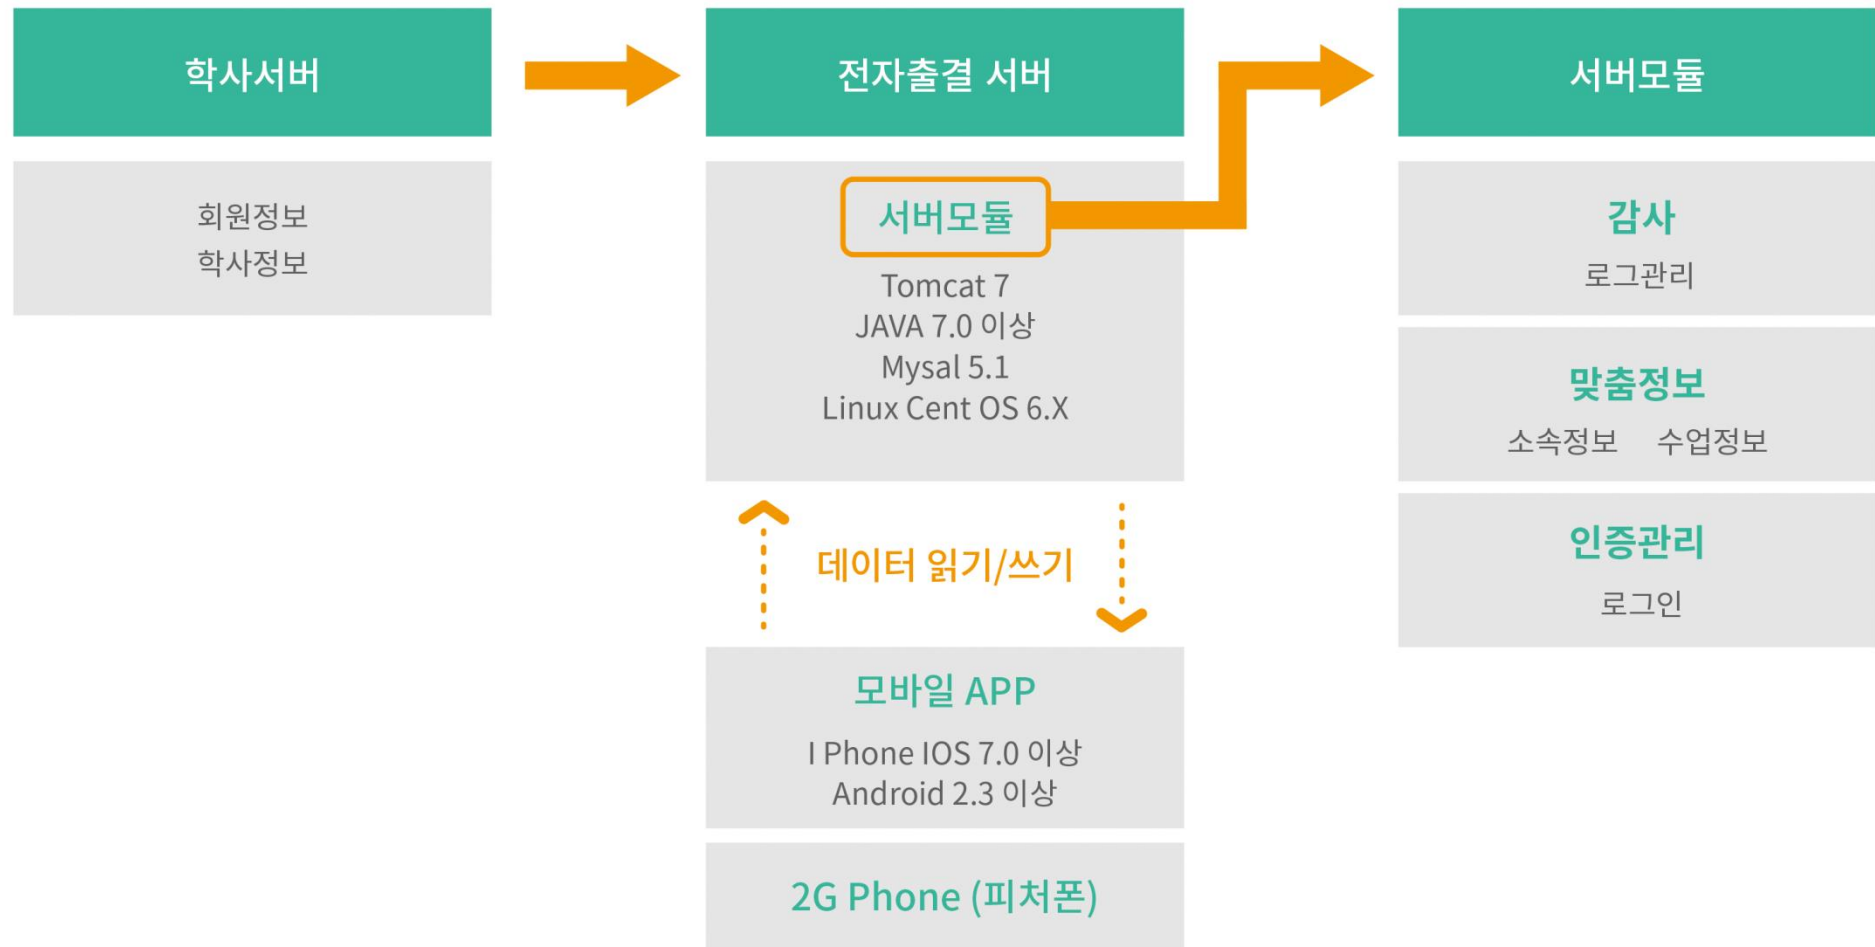 학사서버
회원정보
학사정보
전자출결 서버
서버모듈
Tomcat 7
JAVA 7.0 이상
Mysal 5.1
Linux Cent OS 6.X
데이터 읽기/쓰기
모바일 APP
I Phone IOS 7.0 이상
Android 2.3 이상
2G Phone (피처폰)
서버모듈
감사
로그관리
맞춤정보
소속정보 수업정보
인증관리
로그인